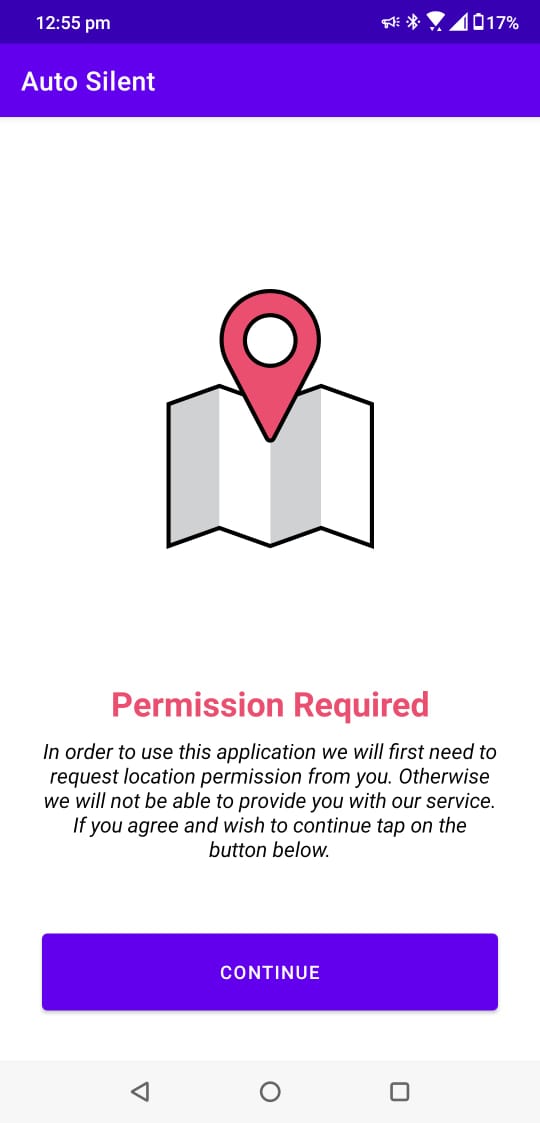 12:55 pm
17%
Auto Silent
Permission Required
In order to use this application we will first need to
request location permission from you. Otherwise
we will not be able to provide you with our service.
If you agree and wish to continue tap on the
button below.
CONTINUE